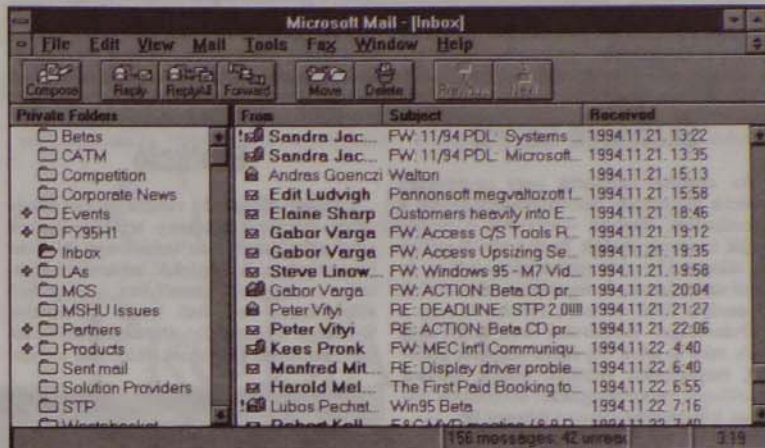 Microsoft Mail - [Inbox]
File Edit View Mail Tools Fax Window Help
Compose Reply ReplyAll Forward Move Delete Previous Next
Private Folders From Subject Received
Betas !Sandra Jac... FW: 11/94 PDL: Systems ... 1994.11.21. 13:22
CATM Sandra Jac... FW: 11/94 PDL: Microsoft... 1994.11.21. 13:35
Competition Andras Goenczi Walton 1994.11.21. 15:13
Corporate News Edit Ludvigh Pannonsoft megvaltozott f... 1994.11.21. 15:58
Events Elaine Sharp Customers heavily into E... 1994.11.21. 18:46
FY95H1 Gabor Varga FW: Access C/S Tools R... 1994.11.21. 19:12
Inbox Gabor Varga FW: Access Upsizing Se... 1994.11.21. 19:35
LAs Steve Linow... FW: Windows 95 - M7 Vid... 1994.11.21. 19:58
MCS Gabor Varga FW: ACTION: Beta CD pr... 1994.11.21. 20:04
MSHU Issues Peter Vityi RE: DEADLINE: STP 2.0!!!!! 1994.11.21. 21:27
Partners Peter Vityi RE: ACTION: Beta CD pr... 1994.11.21. 22:06
Products Kees Pronk FW: MEC Int'l Communiqu... 1994.11.22. 4:40
Sent mail Manfred Mit... RE: Display driver proble... 1994.11.22. 6:40
Solution Providers Harold Mel... The First Paid Booking to... 1994.11.22. 6:55
STP !Lubos Pechat... Win95 Beta 1994.11.22. 7:16
Wastebasket Robert Kell... 1994.11.22. 7:40
156 messages; 42 unread 3:19